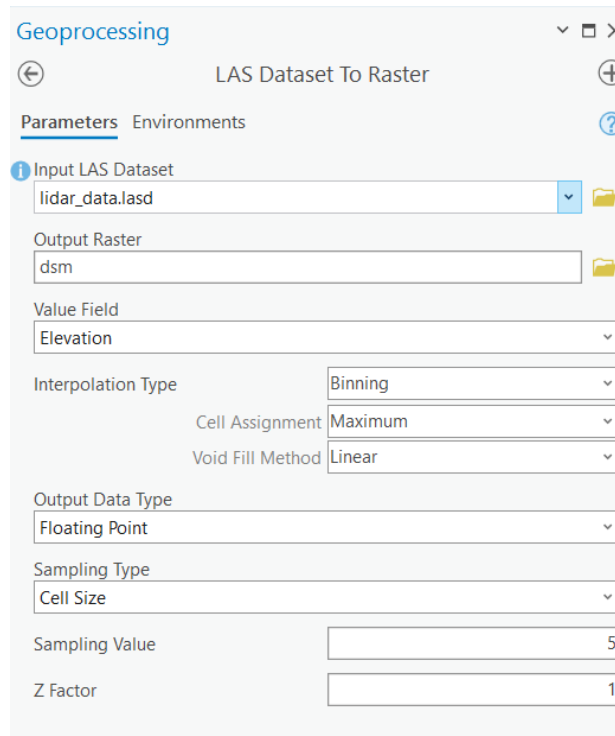 Geoprocessing
LAS Dataset To Raster
Parameters Environments
Input LAS Dataset
lidar_data.lasd
Output Raster
dsm
Value Field
Elevation
Interpolation Type Binning
Cell Assignment Maximum
Void Fill Method Linear
Output Data Type
Floating Point
Sampling Type
Cell Size
Sampling Value 5
Z Factor 1